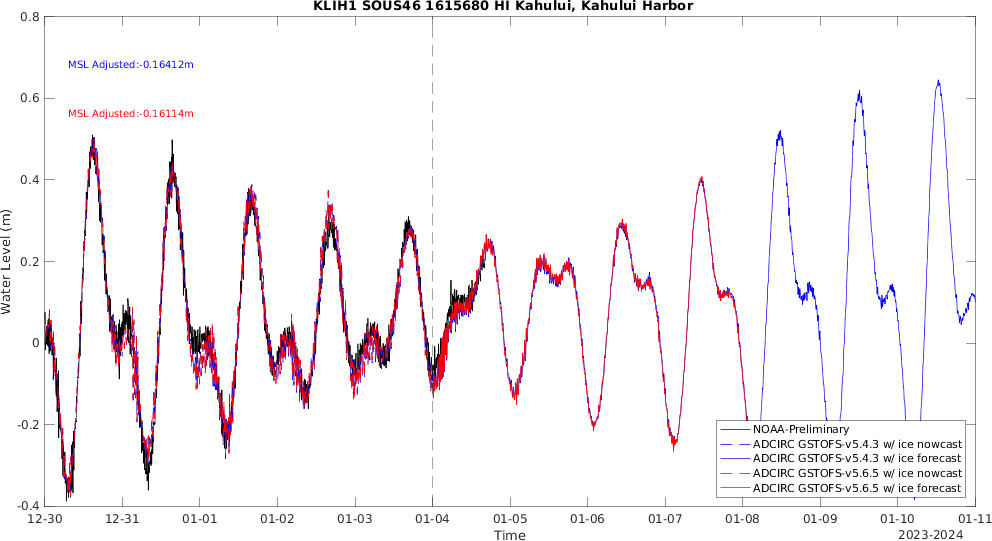 KLIH1 SOUS46 1615680 HI Kahului, Kahului Harbor
0.8
MSL Adjusted:-0.16412m
0.6
MSL Adjusted:-0.16114m
0.4
0.2
Water Level (m)
0
-0.2
NOAA-Preliminary
ADCIRC GSTOFS-v5.4.3 w/ ice nowcast
ADCIRC GSTOFS-v5.4.3 w/ ice forecast
ADCIRC GSTOFS-v5.6.5 w/ ice nowcast
ADCIRC GSTOFS-v5.6.5 w/ ice forecast
-0.4
12-30 12-31 01-01 01-02 01-03 01-04 01-05 01-06 01-07 01-08 01-09 01-10 01-11
Time
2023-2024